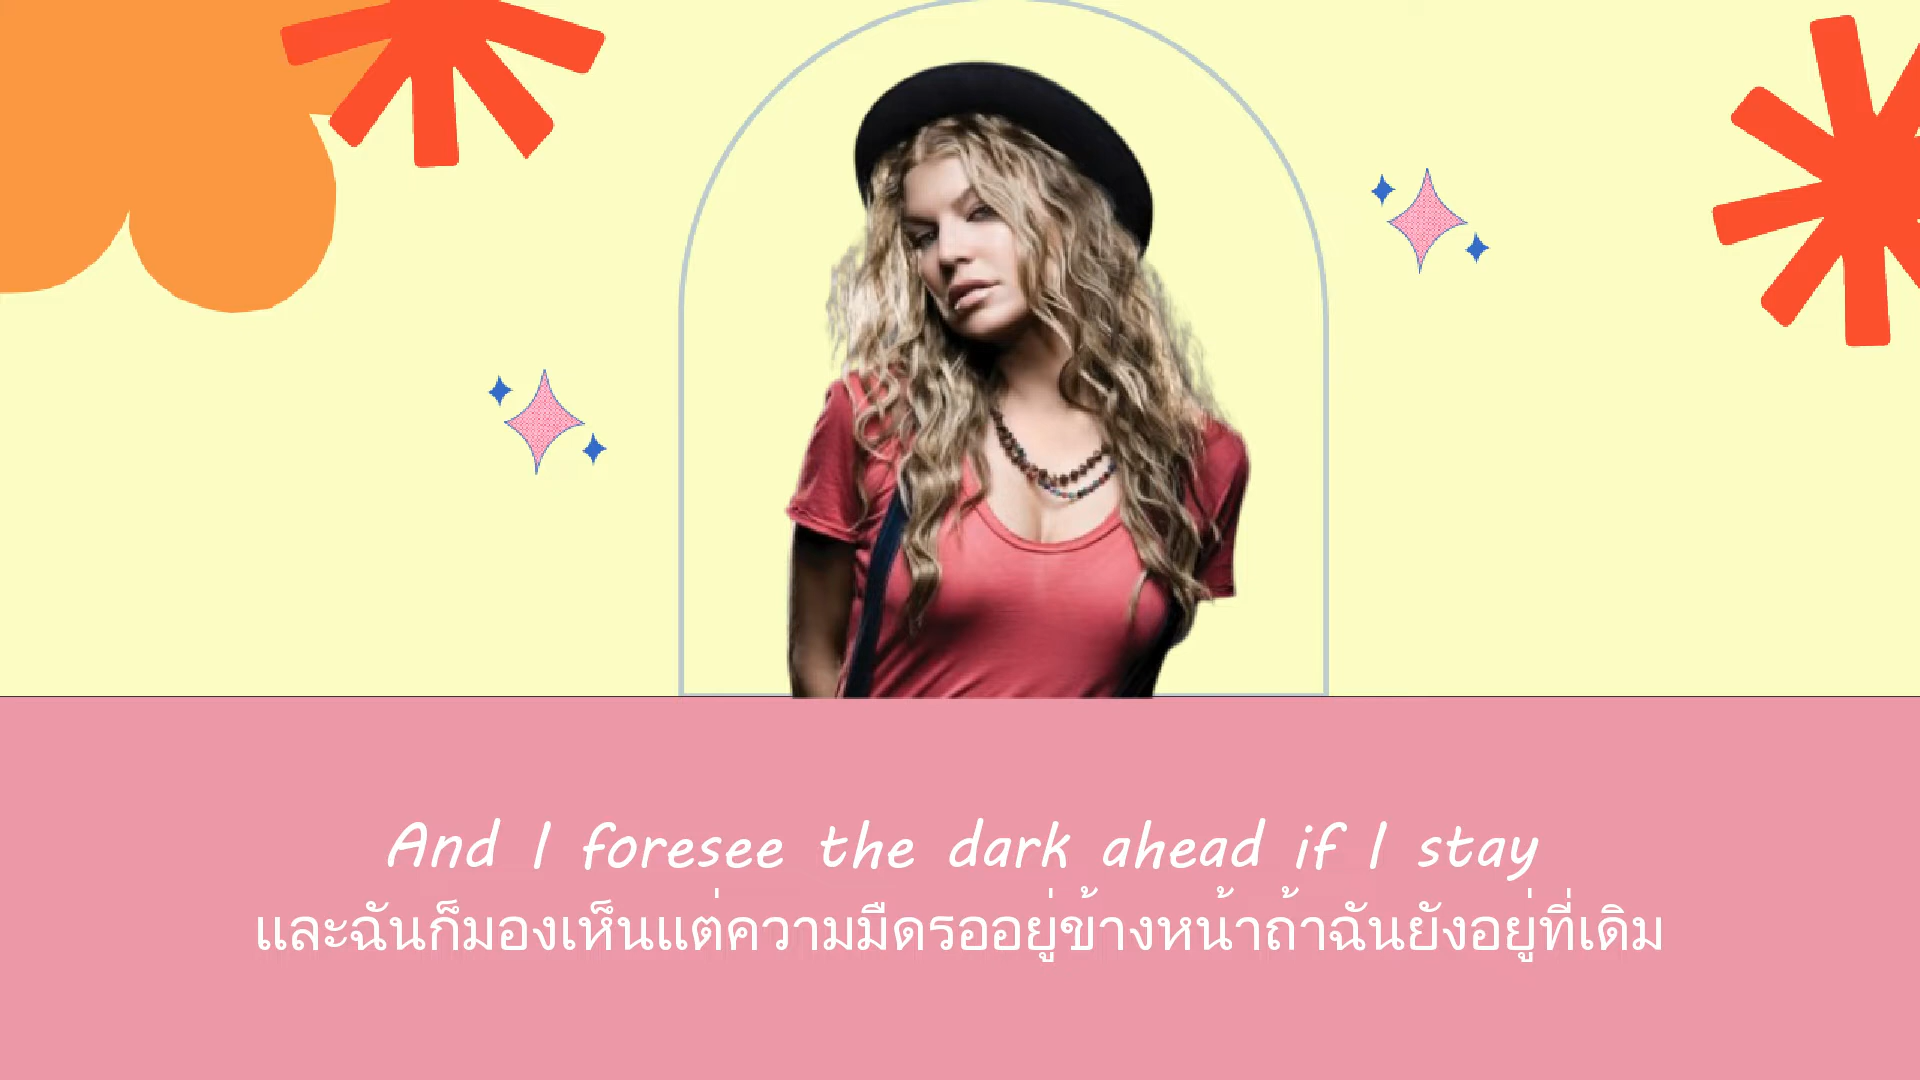 And I foresee the dark ahead if I stay
และฉันก็มองเห็นแต่ความมืดรออยู่ข้างหน้าถ้าฉันยังอยู่ที่เดิม